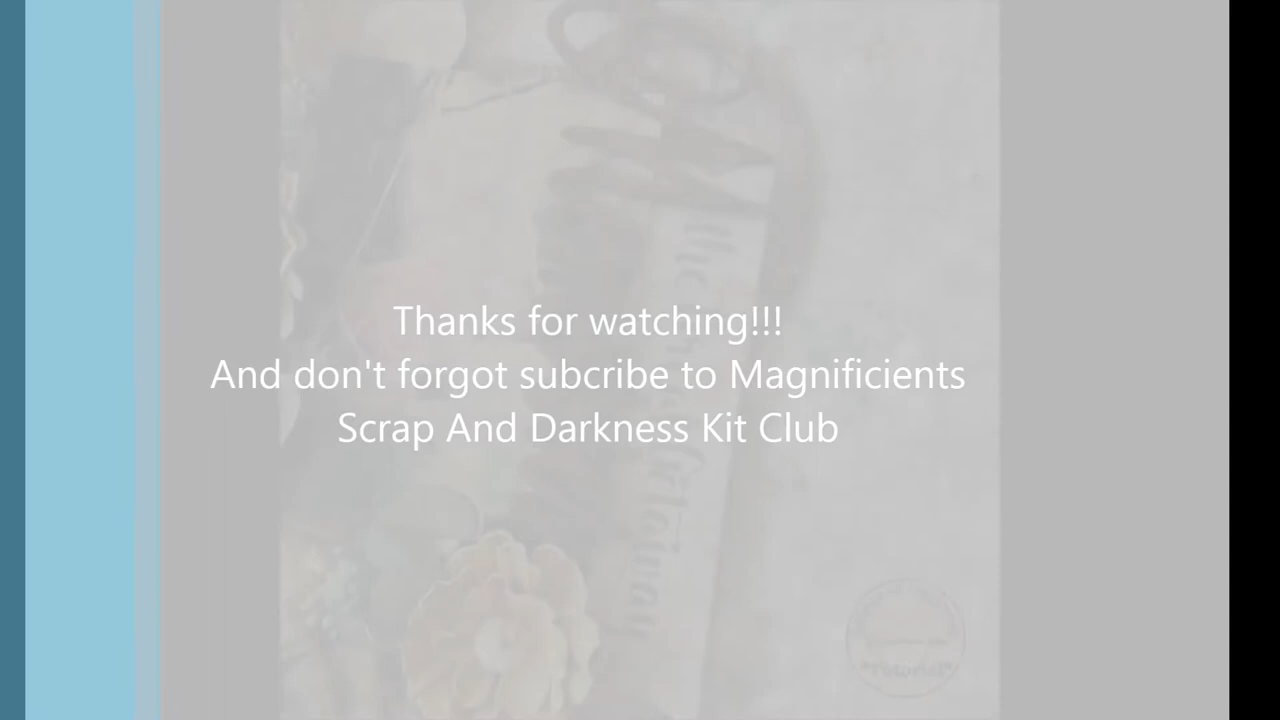 Thanks for watching!!!
And don't forgot subcribe to Magnificients
Scrap And Darkness Kit Club